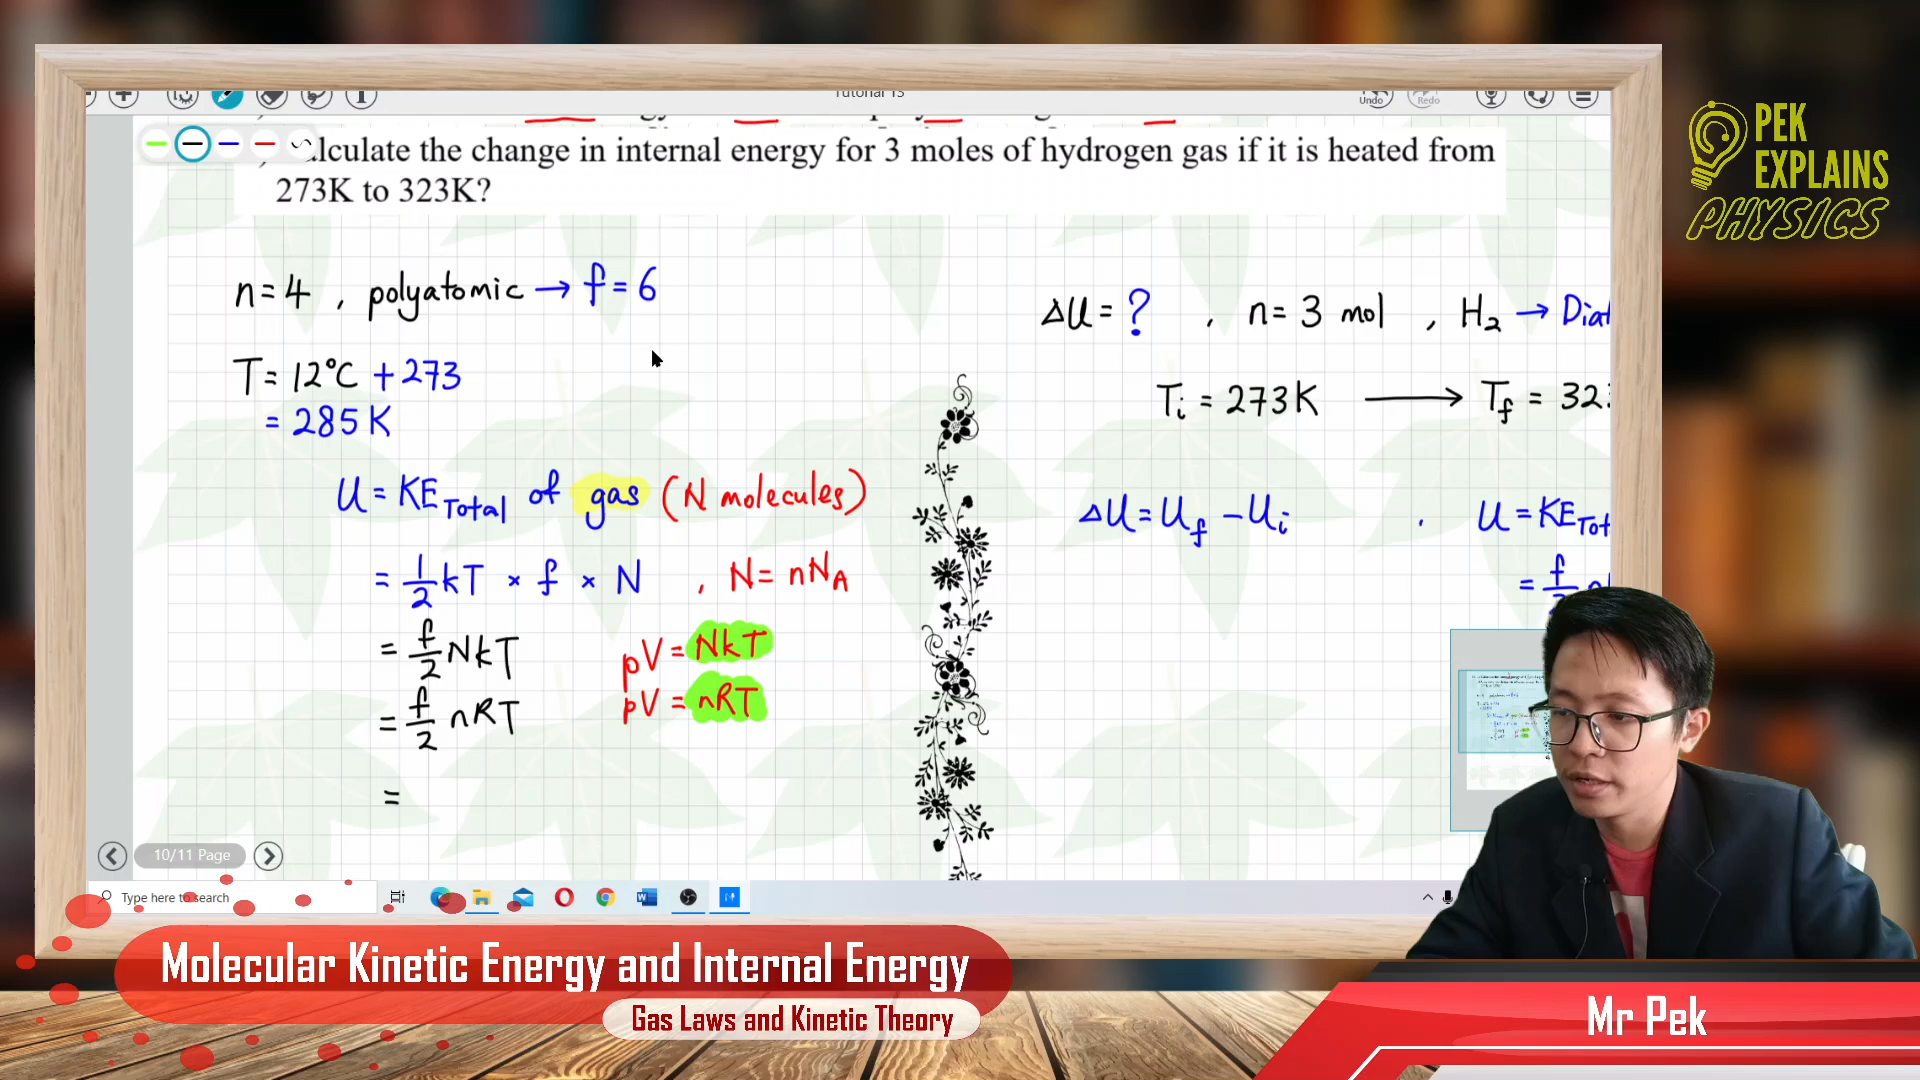 Tutorial 13
Undo
Redo
alculate the change in internal energy for 3 moles of hydrogen gas if it is heated from
273K to 323K?
n = 4 , polyatomic → f = 6
T = 12°C + 273
= 285 K
U = KE Total of gas (N molecules)
= 1/2 kT × f × N , N = nNA
= f/2 NkT
pV = NkT
= f/2 nRT
pV = nRT
=
ΔU = ? , n = 3 mol , H2 → Diat
Ti = 273K ⟶ Tf = 32
ΔU = Uf - Ui , U = KE Tot
= f
10/11 Page
Type here to search
PEK
EXPLAINS
PHYSICS
Molecular Kinetic Energy and Internal Energy
Gas Laws and Kinetic Theory
Mr Pek